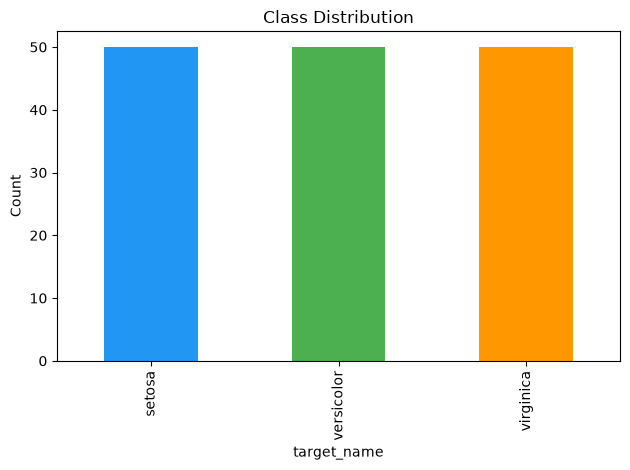 Class Distribution
Count
50
40
30
20
10
0
setosa
versicolor
virginica
target_name